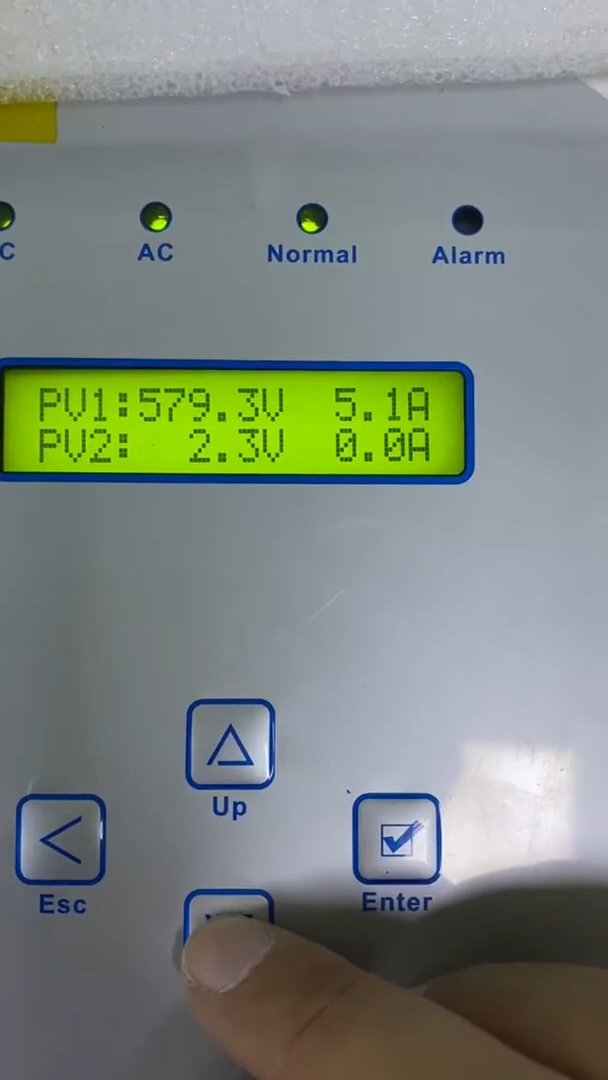 C
AC
Normal
Alarm
PV1:579.3V 5.1A
PV2: 2.3V 0.0A
Up
Esc
Enter